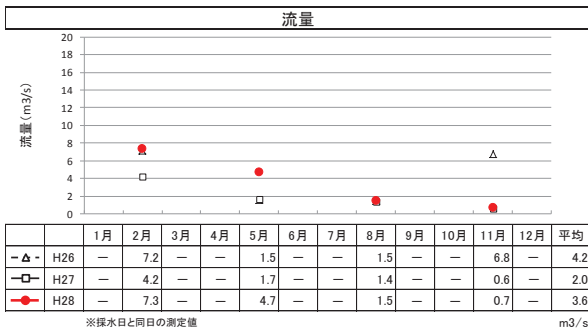 流量
流量(m3/s)
20
18
16
14
12
10
8
6
4
2
0
1月 2月 3月 4月 5月 6月 7月 8月 9月 10月 11月 12月 平均
H26 — 7.2 — — 1.5 — — 1.5 — — 6.8 — 4.2
H27 — 4.2 — — 1.7 — — 1.4 — — 0.6 — 2.0
H28 — 7.3 — — 4.7 — — 1.5 — — 0.7 — 3.6
※採水日と同日の測定値 m3/s